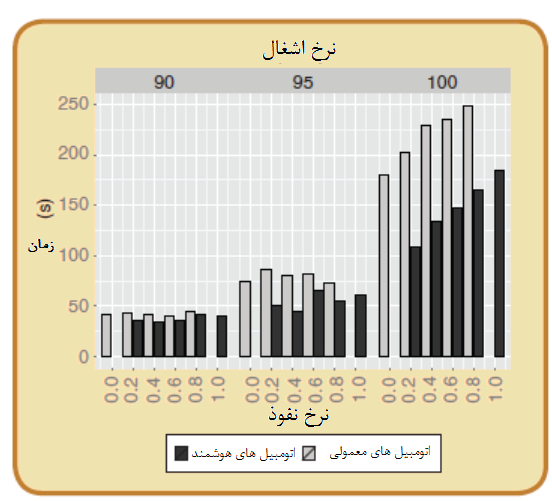 نرخ اشغال
90 95 100
250
200
(s) 150
زمان 100
50
0
0.0 0.2 0.4 0.6 0.8 1.0 0.0 0.2 0.4 0.6 0.8 1.0 0.0 0.2 0.4 0.6 0.8 1.0
نرخ نفوذ
اتومبیل های معمولی اتومبیل های هوشمند